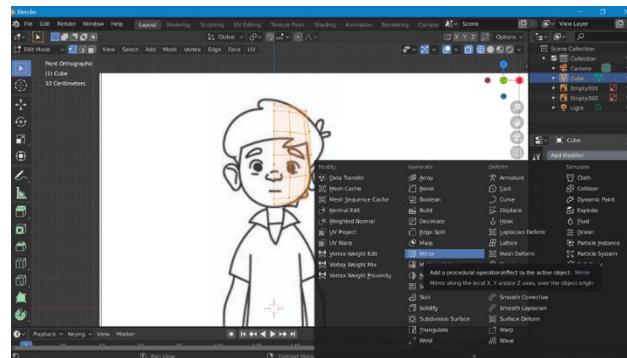 Blender
File Edit Render Window Help Layout Modeling Sculpting UV Editing Texture Paint Shading Animation Rendering Compos Scene View Layer
Global Options
Edit Mode View Select Add Mesh Vertex Edge Face UV
Front Orthographic
(1) Cube
10 Centimeters
Scene Collection
Collection
Camera
Cube
Empty.001
Empty.002
Light
Cube
Add Modifier
Modify Generate Deform Simulate
Data Transfer Array Armature Cloth
Mesh Cache Bevel Cast Collision
Mesh Sequence Cache Boolean Curve Dynamic Paint
Normal Edit Build Displace Explode
Weighted Normal Decimate Hook Fluid
UV Project Edge Split Laplacian Deform Ocean
UV Warp Mask Lattice Particle Instance
Vertex Weight Edit Mirror Mesh Deform Particle System
Vertex Weight Mix
Vertex Weight Proximity
Add a procedural operation/effect to the active object: Mirror
Mirror along the local X, Y and/or Z axes, over the object origin
Skin Smooth Corrective
Solidify Smooth Laplacian
Subdivision Surface Surface Deform
Triangulate Warp
Weld Wave
Playback Keying View Marker
Pan View